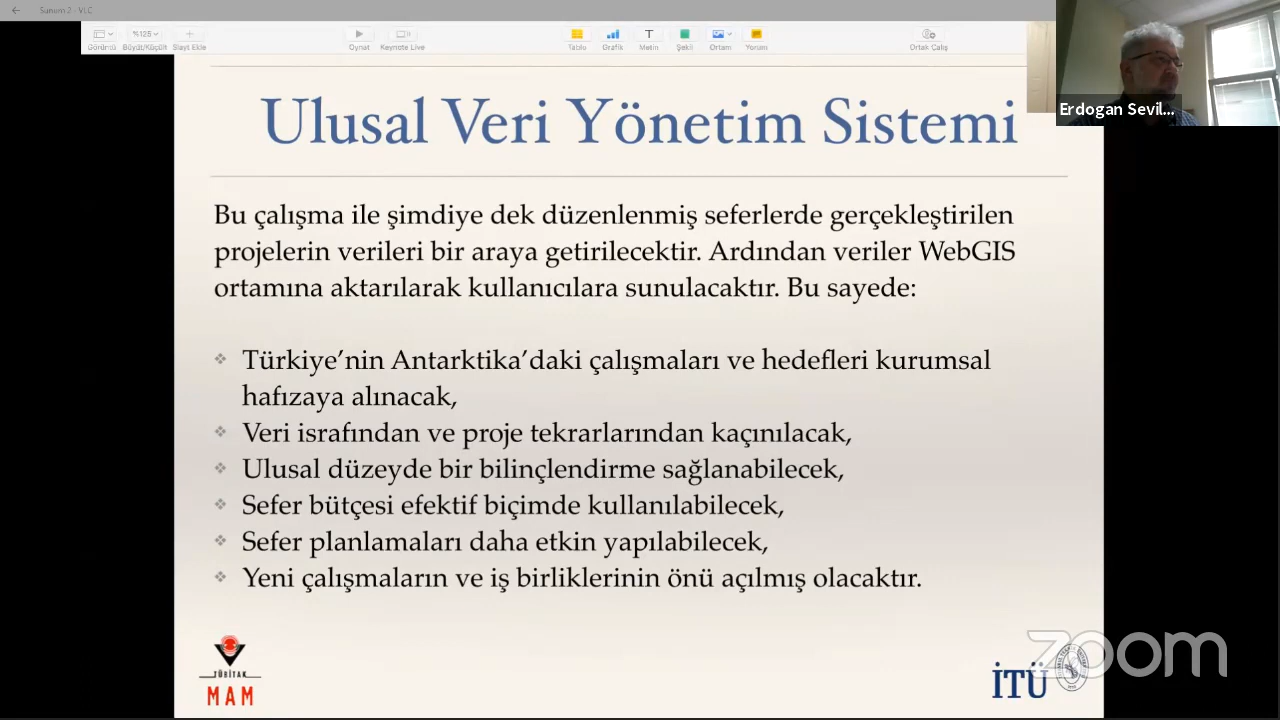 Sunum 2 - VLC
%125
Görünüm Büyüt/Küçült Slayt Ekle Oynat Keynote Live Tablo Grafik Metin Şekil Ortam Yorum Ortak Çalış
Erdogan Sevil...
Ulusal Veri Yönetim Sistemi
Bu çalışma ile şimdiye dek düzenlenmiş seferlerde gerçekleştirilen
projelerin verileri bir araya getirilecektir. Ardından veriler WebGIS
ortamına aktarılarak kullanıcılara sunulacaktır. Bu sayede:
Türkiye’nin Antarktika’daki çalışmaları ve hedefleri kurumsal
hafızaya alınacak,
Veri israfından ve proje tekrarlarından kaçınılacak,
Ulusal düzeyde bir bilinçlendirme sağlanabilecek,
Sefer bütçesi efektif biçimde kullanılabilecek,
Sefer planlamaları daha etkin yapılabilecek,
Yeni çalışmaların ve iş birliklerinin önü açılmış olacaktır.
TÜBİTAK
MAM
İTÜ
zoom